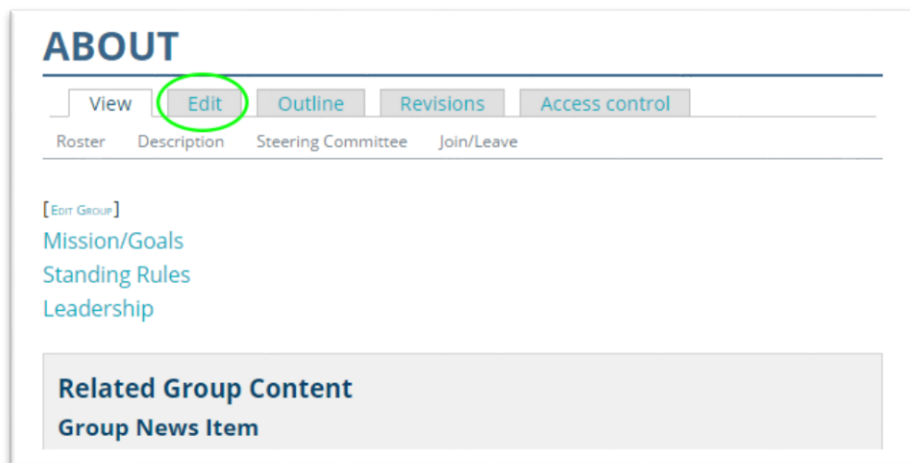 ABOUT
View Edit Outline Revisions Access control
Roster Description Steering Committee Join/Leave
[EDIT GROUP]
Mission/Goals
Standing Rules
Leadership
Related Group Content
Group News Item